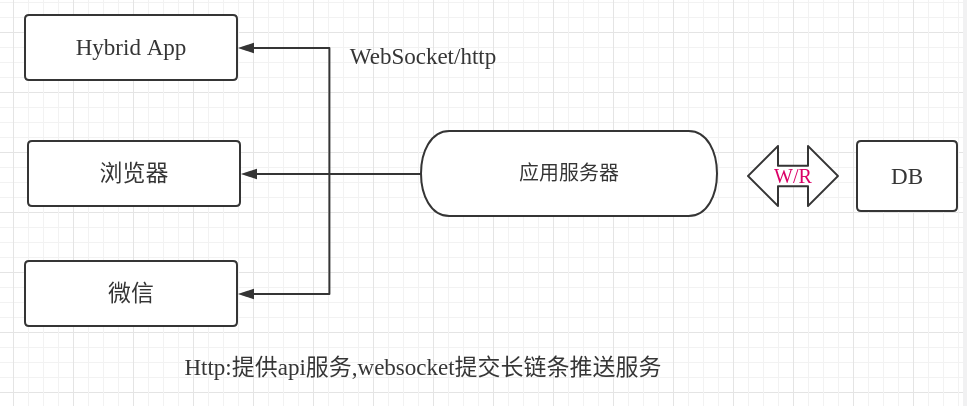 Hybrid App
WebSocket/http
浏览器
应用服务器
W/R
DB
微信
Http:提供api服务,websocket提交长链条推送服务